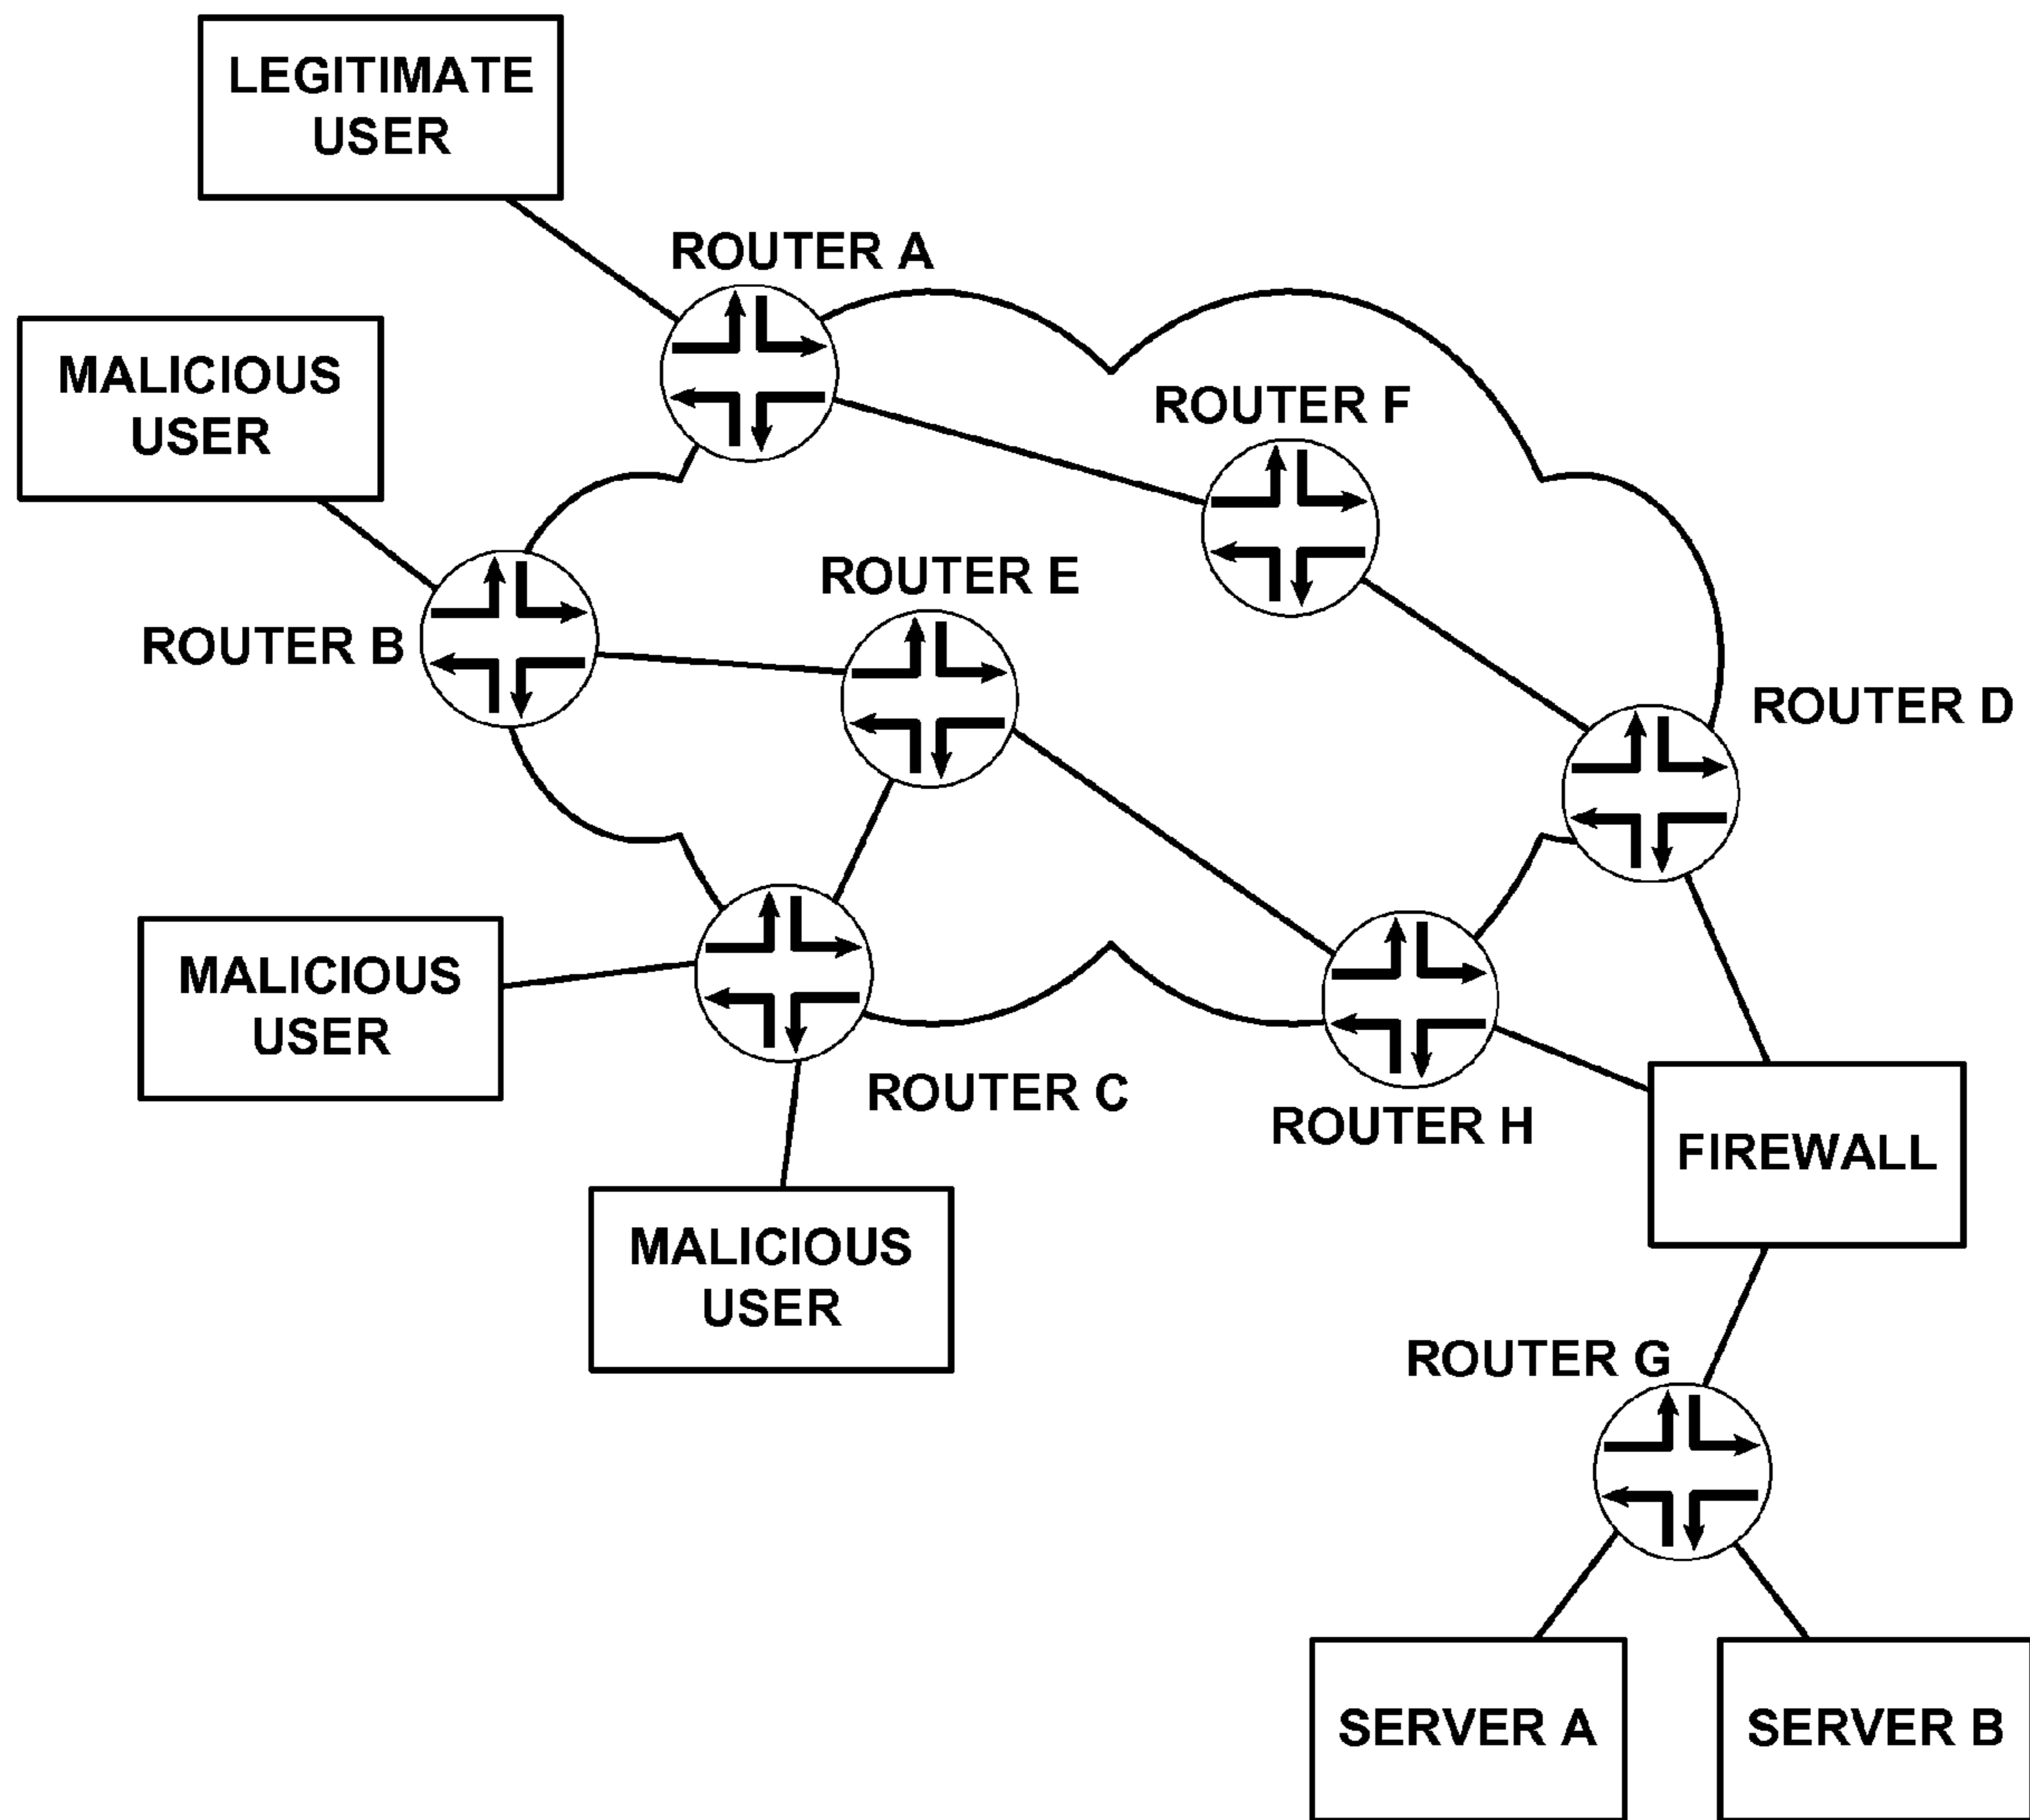 LEGITIMATE
USER
ROUTER A
MALICIOUS
USER
ROUTER F
ROUTER E
ROUTER B
ROUTER D
MALICIOUS
USER
ROUTER C
ROUTER H
FIREWALL
MALICIOUS
USER
ROUTER G
SERVER A
SERVER B